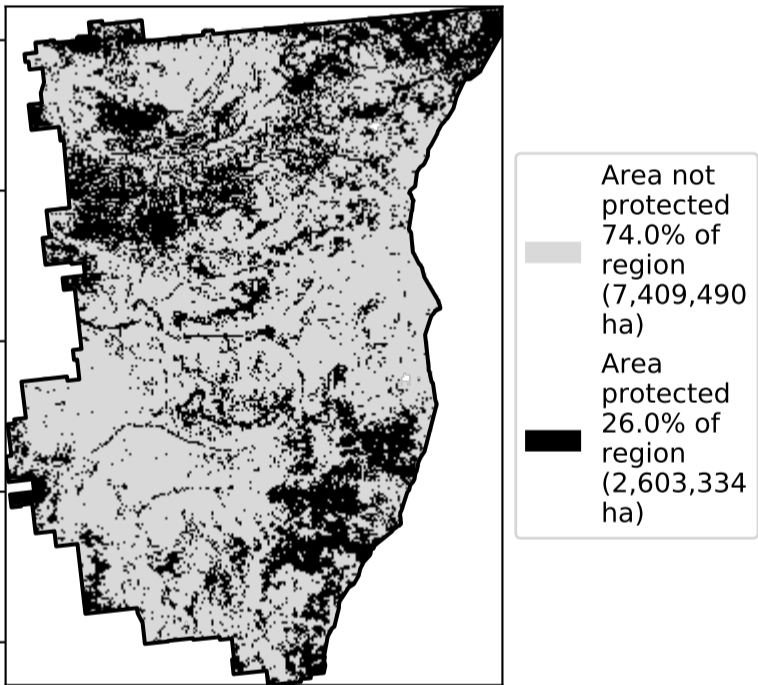 Area not
protected
74.0% of
region
(7,409,490
ha)
Area
protected
26.0% of
region
(2,603,334
ha)